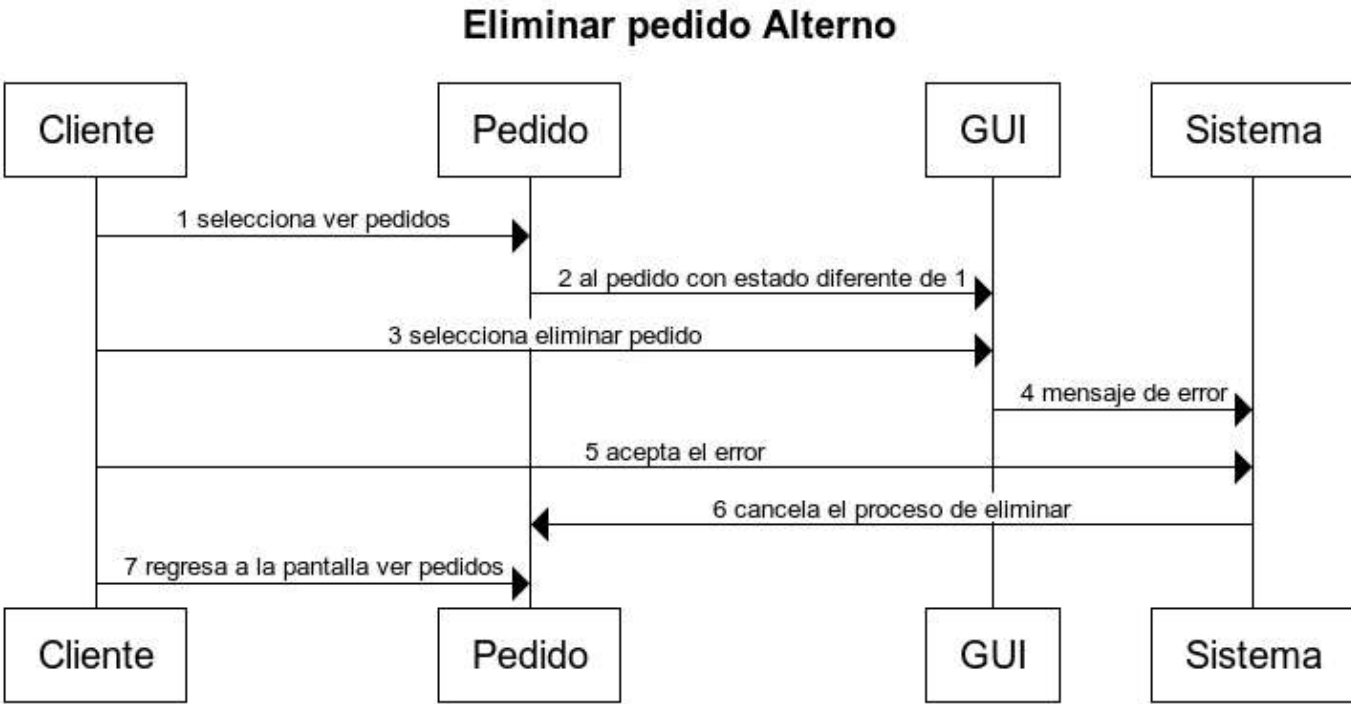 Eliminar pedido Alterno
Cliente
Pedido
GUI
Sistema
1 selecciona ver pedidos
2 al pedido con estado diferente de 1
3 selecciona eliminar pedido
4 mensaje de error
5 acepta el error
6 cancela el proceso de eliminar
7 regresa a la pantalla ver pedidos
Cliente
Pedido
GUI
Sistema